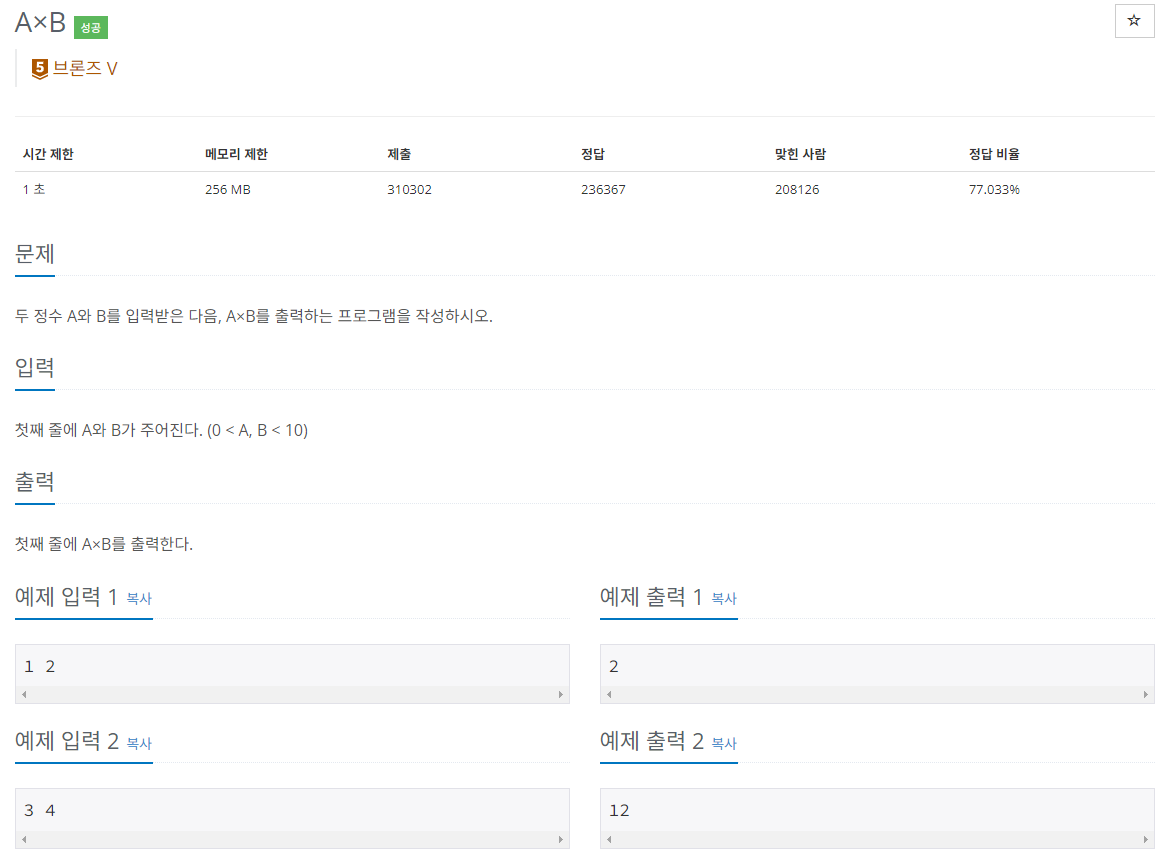 A×B 성공
☆
5 브론즈 V
시간 제한 메모리 제한 제출 정답 맞힌 사람 정답 비율
1 초 256 MB 310302 236367 208126 77.033%
문제
두 정수 A와 B를 입력받은 다음, A×B를 출력하는 프로그램을 작성하시오.
입력
첫째 줄에 A와 B가 주어진다. (0 < A, B < 10)
출력
첫째 줄에 A×B를 출력한다.
예제 입력 1 복사 예제 출력 1 복사
1 2 2
예제 입력 2 복사 예제 출력 2 복사
3 4 12